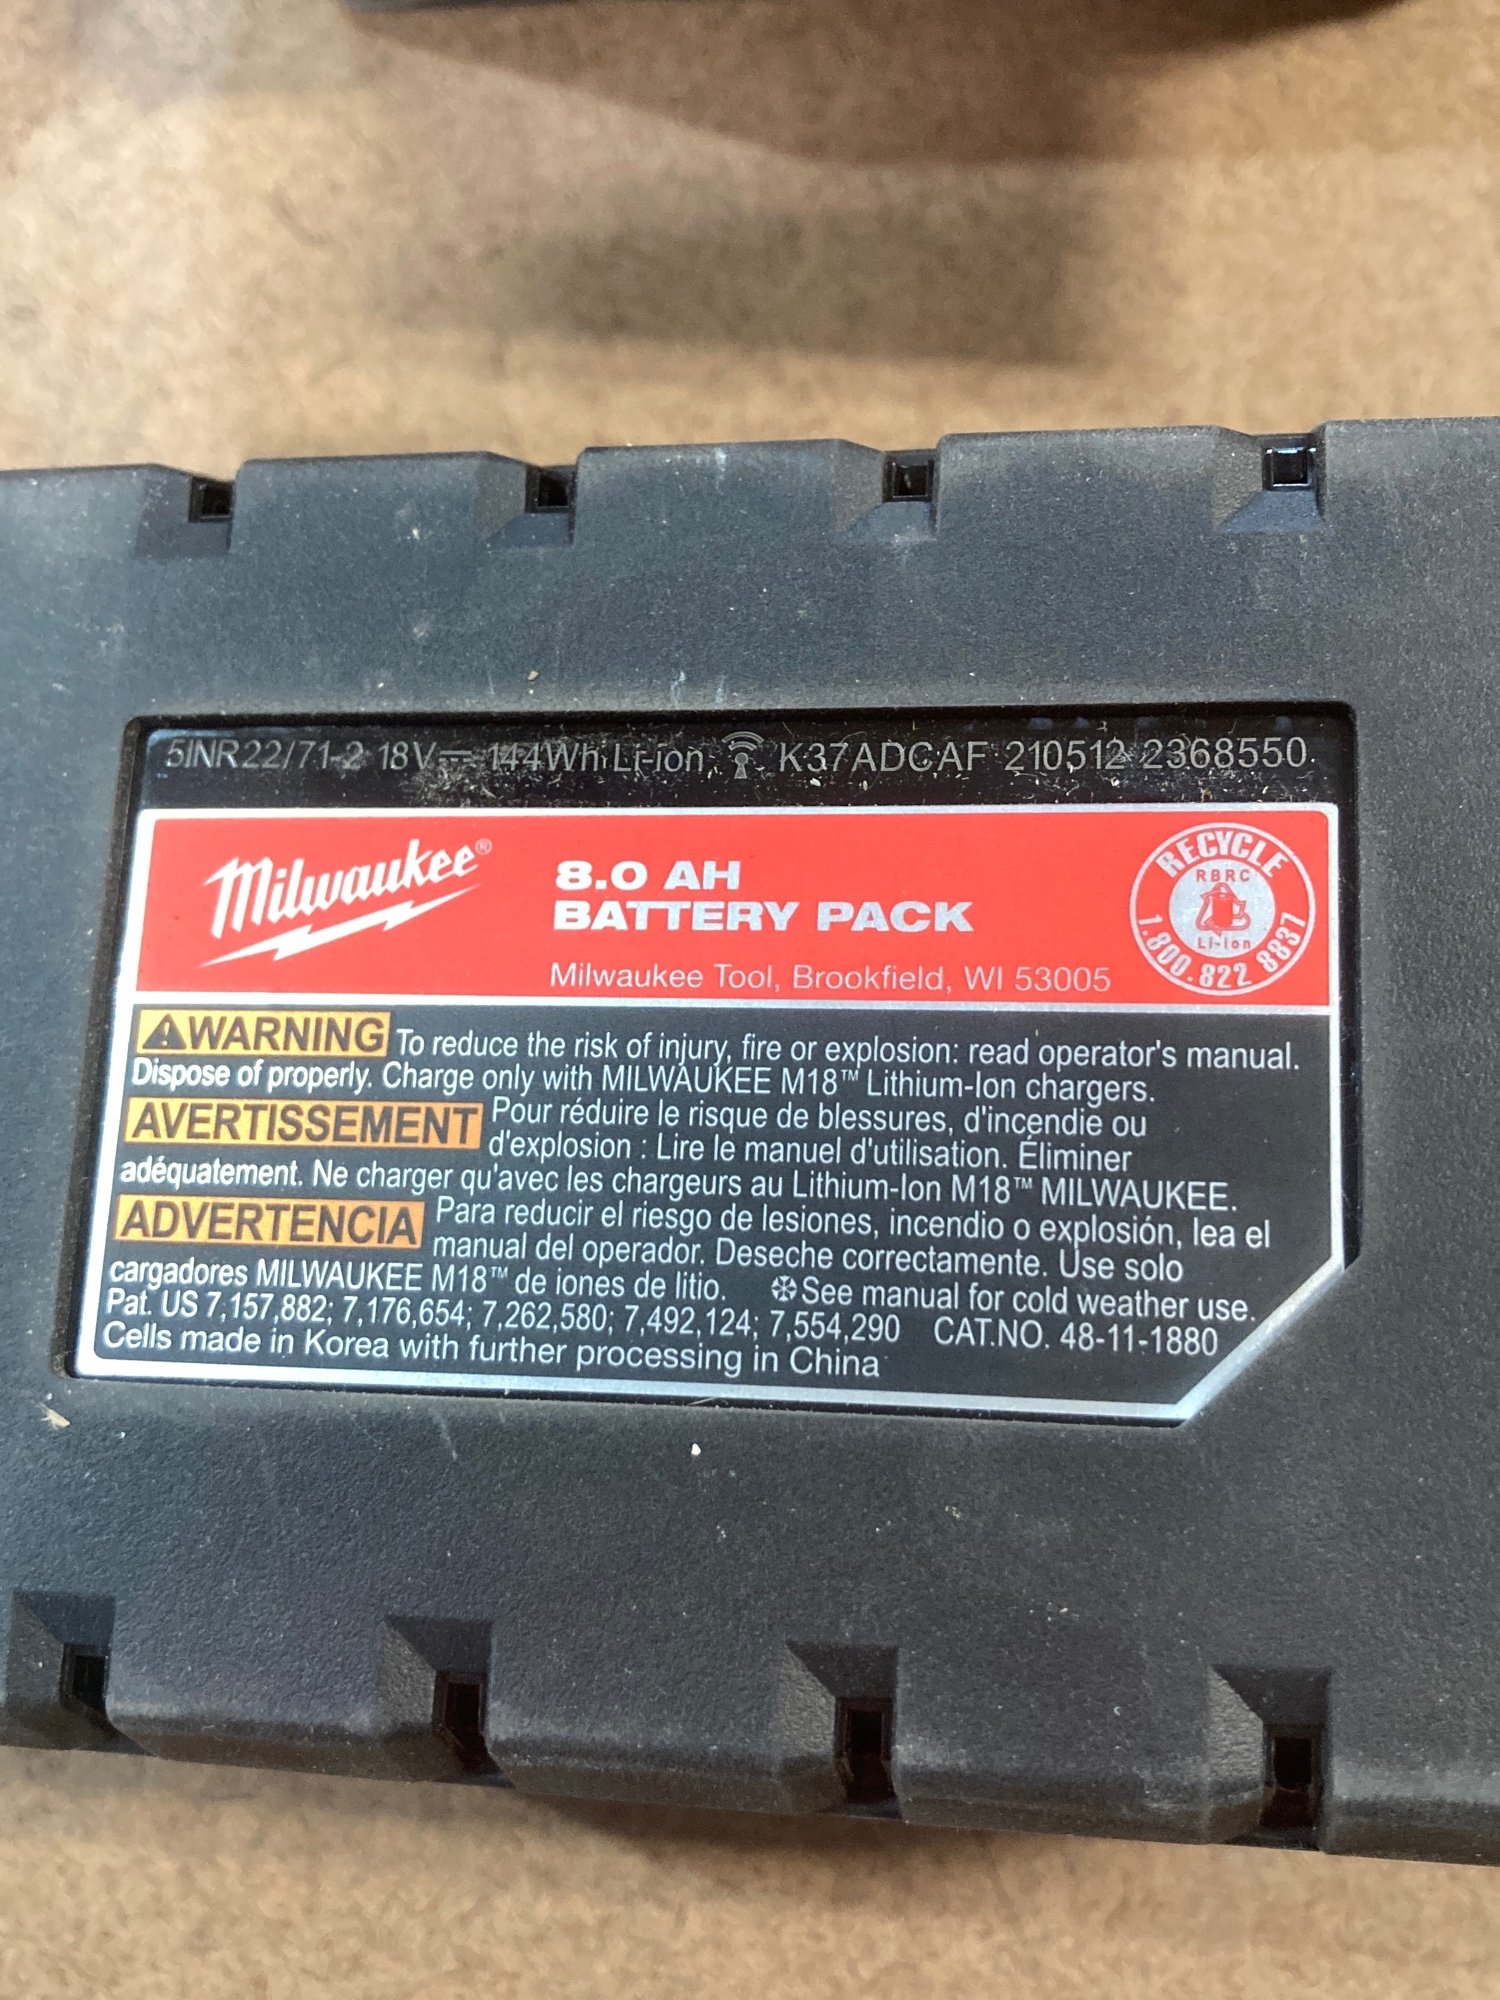 5INR22/71-2 18V⎓ 144Wh Li-ion K37ADCAF 210512 2368550
Milwaukee®
8.0 AH
BATTERY PACK
Milwaukee Tool, Brookfield, WI 53005
RECYCLE
RBRC
Li-Ion
1.800.822 8837
⚠WARNING To reduce the risk of injury, fire or explosion: read operator's manual.
Dispose of properly. Charge only with MILWAUKEE M18™ Lithium-Ion chargers.
AVERTISSEMENT Pour réduire le risque de blessures, d'incendie ou
d'explosion : Lire le manuel d'utilisation. Éliminer
adéquatement. Ne charger qu'avec les chargeurs au Lithium-Ion M18™ MILWAUKEE.
ADVERTENCIA Para reducir el riesgo de lesiones, incendio o explosión, lea el
manual del operador. Deseche correctamente. Use solo
cargadores MILWAUKEE M18™ de iones de litio. ❄See manual for cold weather use.
Pat. US 7,157,882; 7,176,654; 7,262,580; 7,492,124; 7,554,290 CAT.NO. 48-11-1880
Cells made in Korea with further processing in China